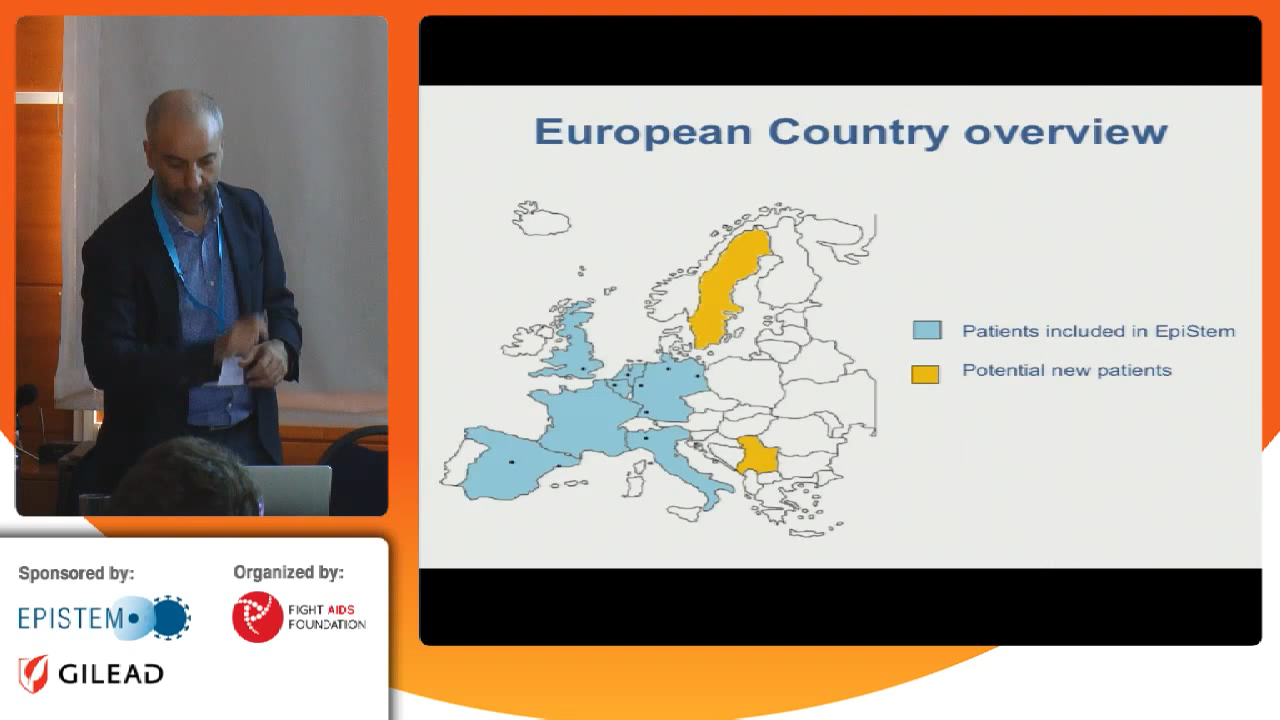 European Country overview
Patients included in EpiStem
Potential new patients
Sponsored by:
EPISTEM
GILEAD
Organized by:
FIGHT AIDS
FOUNDATION